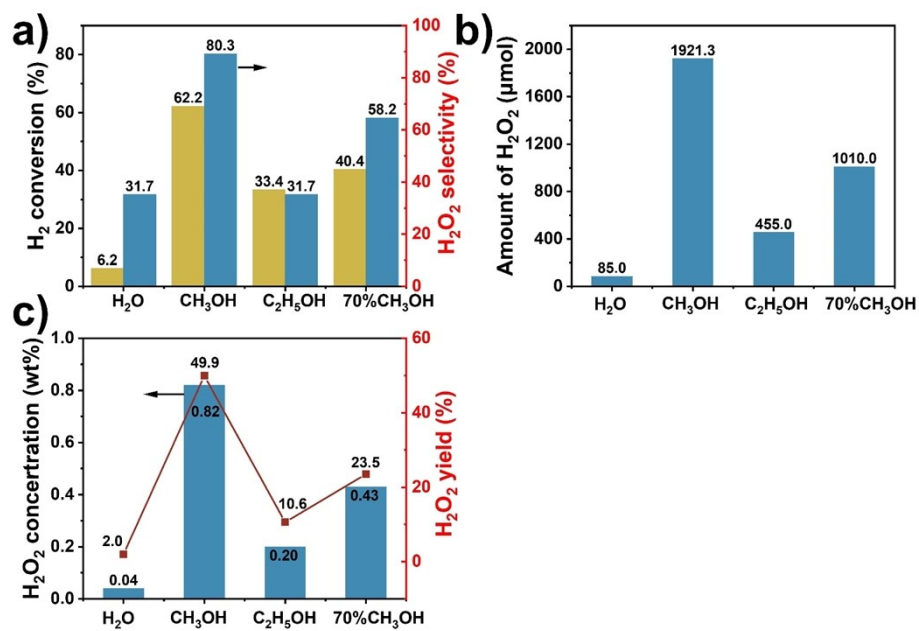 a)
H₂ conversion (%)
80
60
40
20
0
6.2
31.7
62.2
80.3
33.4
31.7
40.4
58.2
100
80
60
40
20
0
H₂O₂ selectivity (%)
H₂O
CH₃OH
C₂H₅OH
70%CH₃OH
b)
Amount of H₂O₂ (μmol)
2000
1600
1200
800
400
0
85.0
1921.3
455.0
1010.0
H₂O
CH₃OH
C₂H₅OH
70%CH₃OH
c)
H₂O₂ concertration (wt%)
1.0
0.8
0.6
0.4
0.2
0.0
2.0
0.04
49.9
0.82
10.6
0.20
23.5
0.43
60
40
20
0
H₂O₂ yield (%)
H₂O
CH₃OH
C₂H₅OH
70%CH₃OH